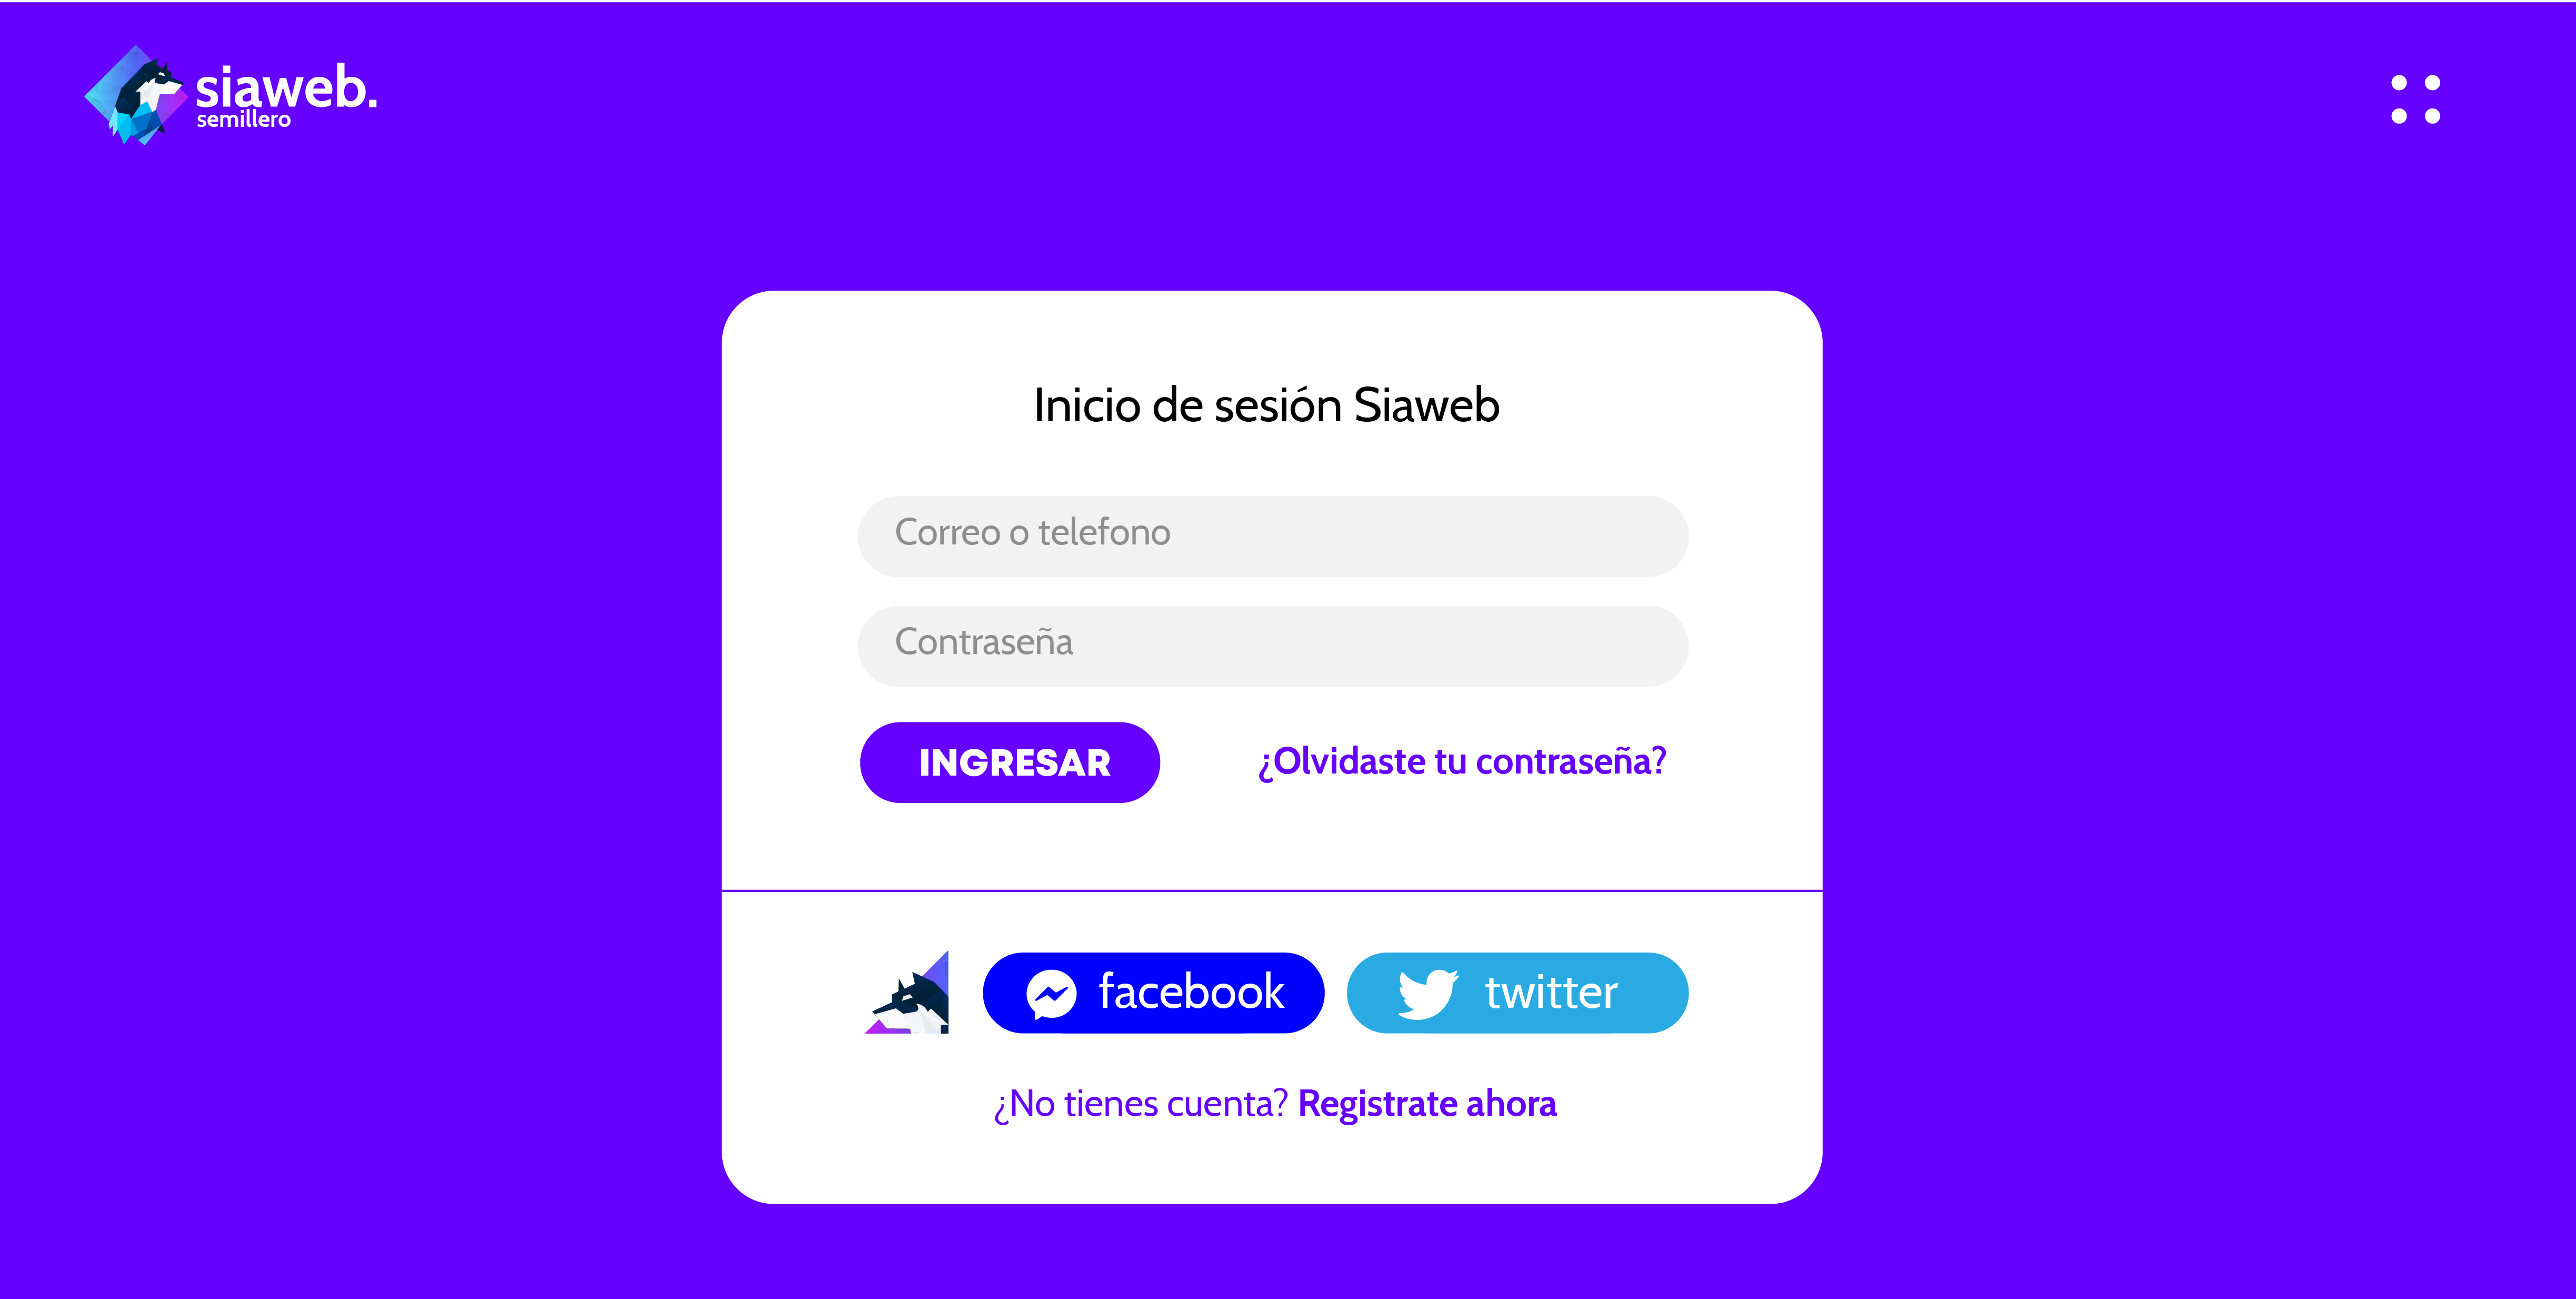 siaweb.
semillero
Inicio de sesión Siaweb
Correo o telefono
Contraseña
INGRESAR
¿Olvidaste tu contraseña?
facebook
twitter
¿No tienes cuenta? Registrate ahora